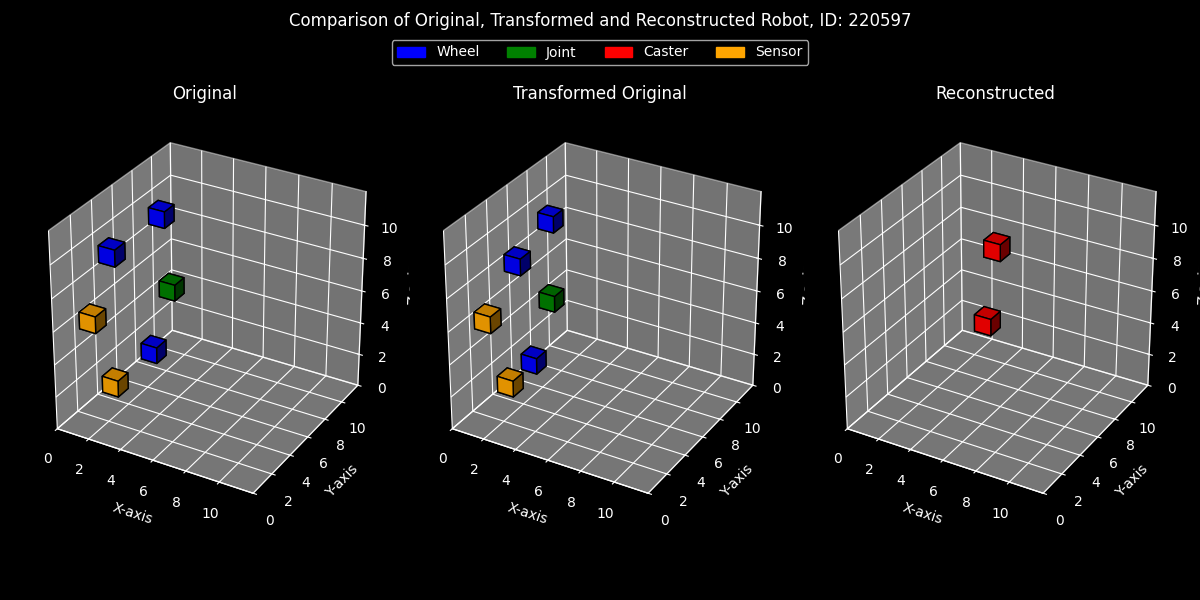 Comparison of Original, Transformed and Reconstructed Robot, ID: 220597
Wheel Joint Caster Sensor
Original Transformed Original Reconstructed
10 10 10
8 8 8
6 6 6
4 4 4
2 2 2
0 0 0
10 10 10
8 8 8
6 6 6
4 4 4
2 2 2
0 0 0
0 2 4 6 8 10 0 2 4 6 8 10 0 2 4 6 8 10
X-axis Y-axis X-axis Y-axis X-axis Y-axis